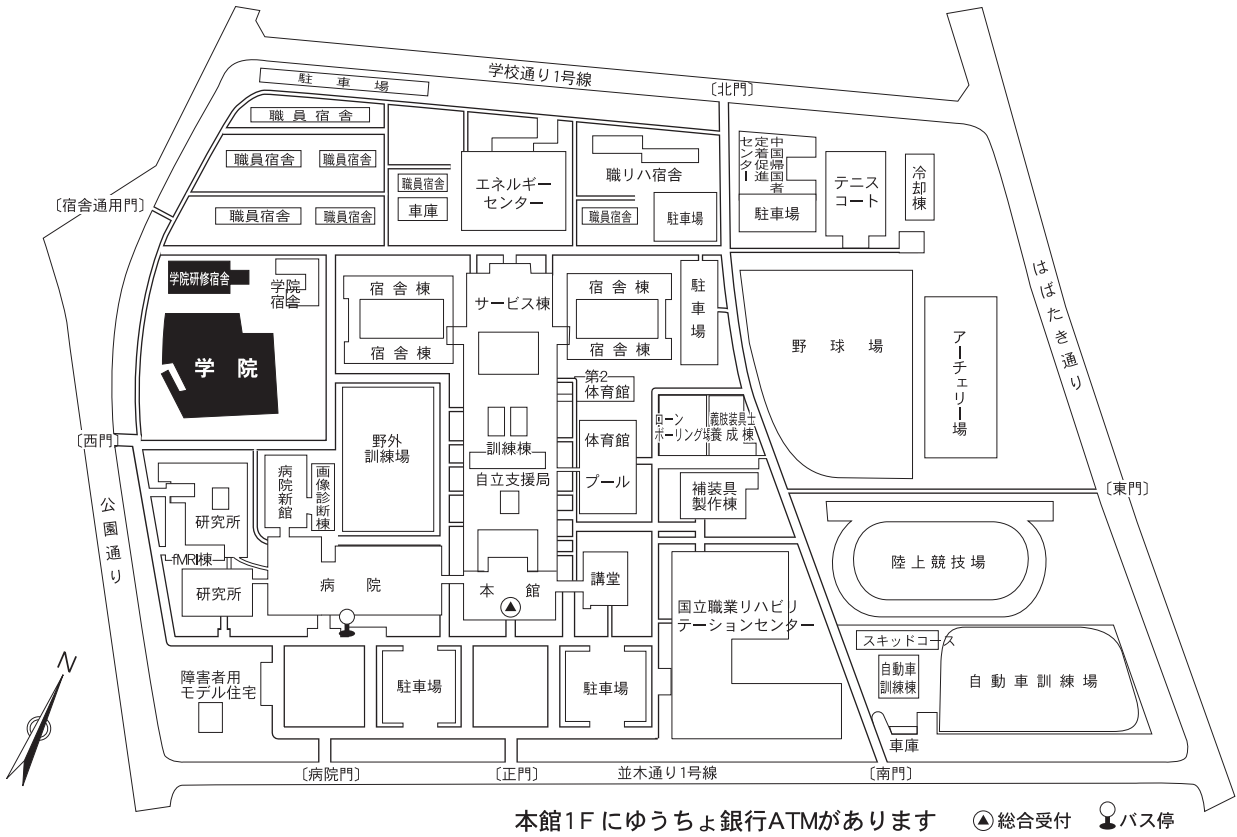 学校通り1号線
駐車場
〔北門〕
職員宿舎
職員宿舎
職員宿舎
職員宿舎
車庫
エネルギー
センター
職リハ宿舎
中国帰国者
定着促進
センター
テニス
コート
冷却棟
〔宿舎通用門〕
職員宿舎
職員宿舎
職員宿舎
駐車場
駐車場
学院研修宿舎
学院
宿舎
宿舎棟
サービス棟
宿舎棟
駐車場
はばたき通り
学院
宿舎棟
宿舎棟
野球場
アーチェリー場
第2
体育館
ローン
ボーリング場
義肢装具士
養成棟
〔西門〕
野外
訓練場
訓練棟
体育館
プール
自立支援局
病院新館
画像診断棟
補装具
製作棟
〔東門〕
公園通り
研究所
fMRI棟
研究所
病院
本館
講堂
陸上競技場
国立職業リハビリ
テーションセンター
スキッドコース
自動車
訓練棟
自動車訓練場
N
障害者用
モデル住宅
駐車場
駐車場
車庫
〔病院門〕
〔正門〕
並木通り1号線
〔南門〕
本館1Fにゆうちょ銀行ATMがあります
総合受付
バス停